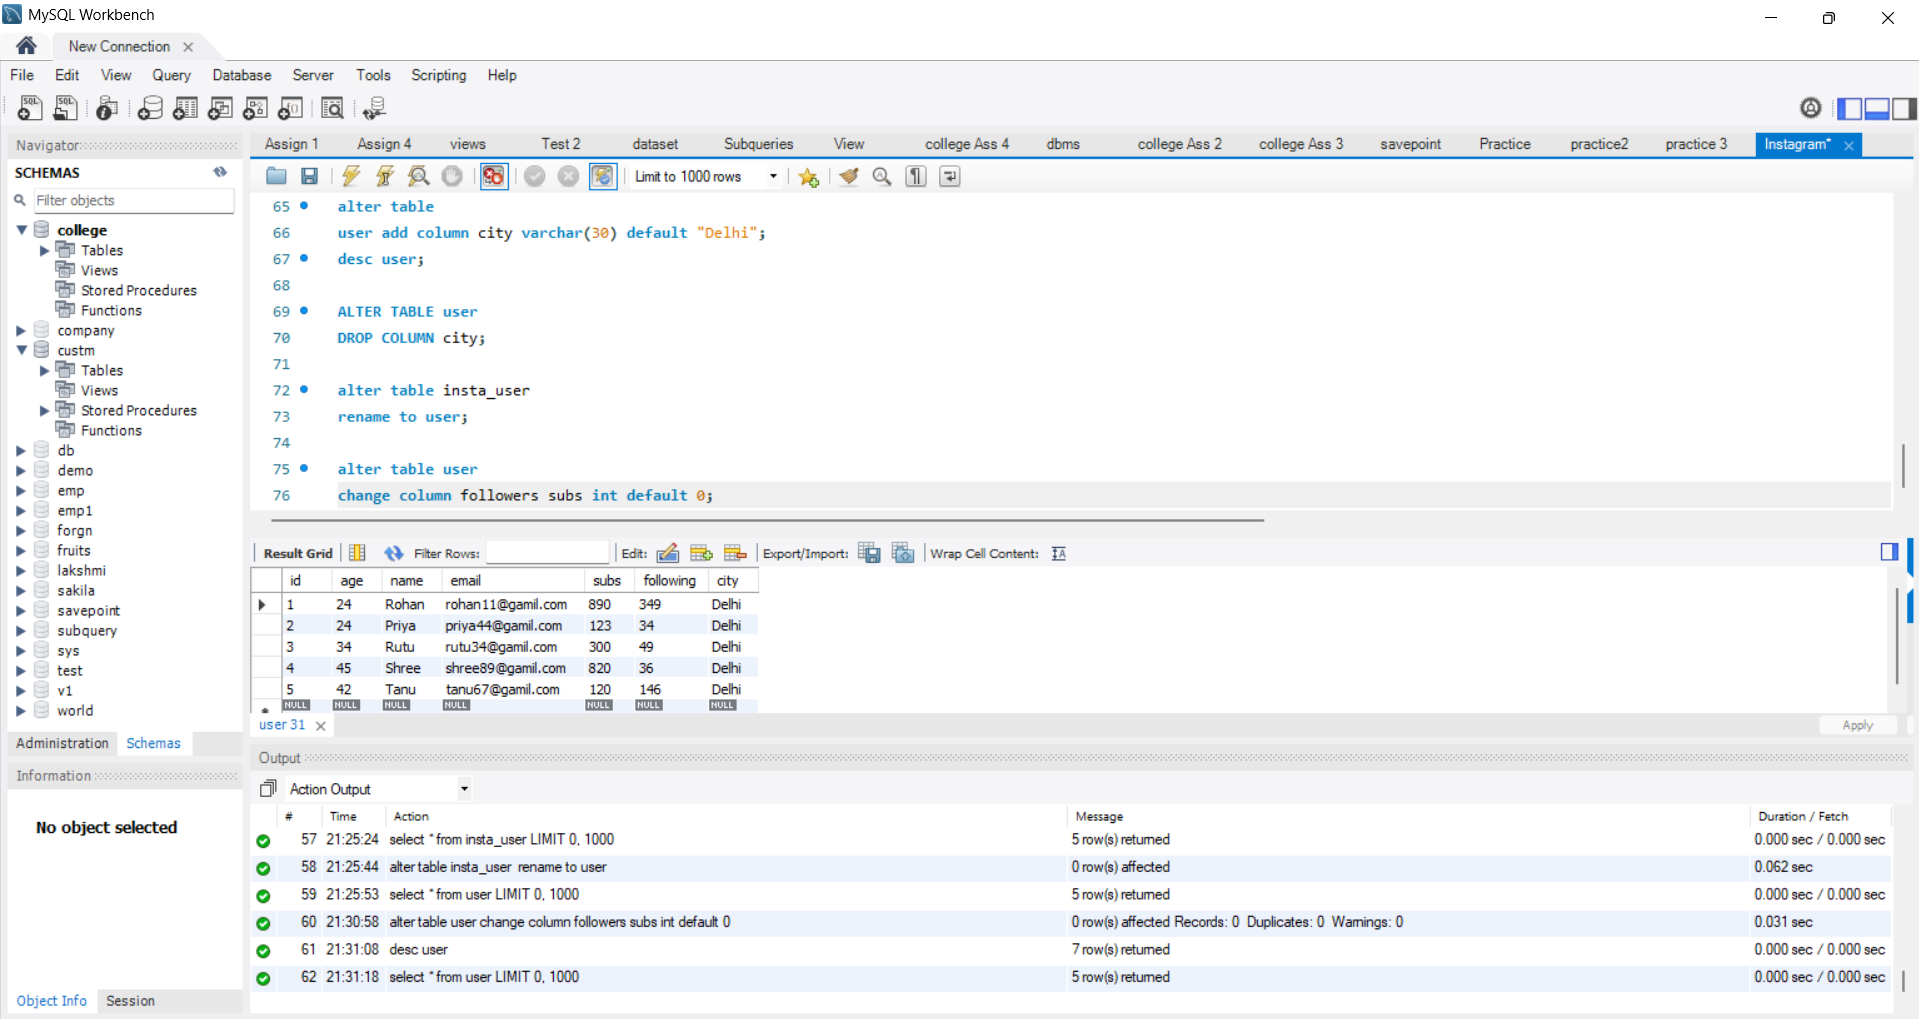 MySQL Workbench
New Connection
File Edit View Query Database Server Tools Scripting Help
Navigator
SCHEMAS
Filter objects
college
Tables
Views
Stored Procedures
Functions
company
custm
Tables
Views
Stored Procedures
Functions
db
demo
emp
emp1
forgn
fruits
lakshmi
sakila
savepoint
subquery
sys
test
v1
world
Administration Schemas
Information
No object selected
Object Info Session
Assign 1 Assign 4 views Test 2 dataset Subqueries View college Ass 4 dbms college Ass 2 college Ass 3 savepoint Practice practice2 practice 3 Instagram*
Limit to 1000 rows
65 alter table
66 user add column city varchar(30) default "Delhi";
67 desc user;
68
69 ALTER TABLE user
70 DROP COLUMN city;
71
72 alter table insta_user
73 rename to user;
74
75 alter table user
76 change column followers subs int default 0;
Result Grid Filter Rows: Edit: Export/Import: Wrap Cell Content:
id age name email subs following city
1 24 Rohan rohan11@gamil.com 890 349 Delhi
2 24 Priya priya44@gamil.com 123 34 Delhi
3 34 Rutu rutu34@gamil.com 300 49 Delhi
4 45 Shree shree89@gamil.com 820 36 Delhi
5 42 Tanu tanu67@gamil.com 120 146 Delhi
NULL NULL NULL NULL NULL NULL NULL
user 31
Apply
Output
Action Output
# Time Action Message Duration / Fetch
57 21:25:24 select * from insta_user LIMIT 0, 1000 5 row(s) returned 0.000 sec / 0.000 sec
58 21:25:44 alter table insta_user rename to user 0 row(s) affected 0.062 sec
59 21:25:53 select * from user LIMIT 0, 1000 5 row(s) returned 0.000 sec / 0.000 sec
60 21:30:58 alter table user change column followers subs int default 0 0 row(s) affected Records: 0 Duplicates: 0 Warnings: 0 0.031 sec
61 21:31:08 desc user 7 row(s) returned 0.000 sec / 0.000 sec
62 21:31:18 select * from user LIMIT 0, 1000 5 row(s) returned 0.000 sec / 0.000 sec